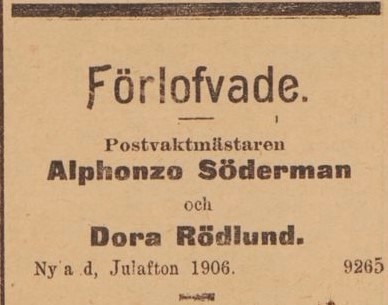 Förlofvade.
Postvaktmästaren
Alphonzo Söderman
och
Dora Rödlund.
Julafton 1906. 9265